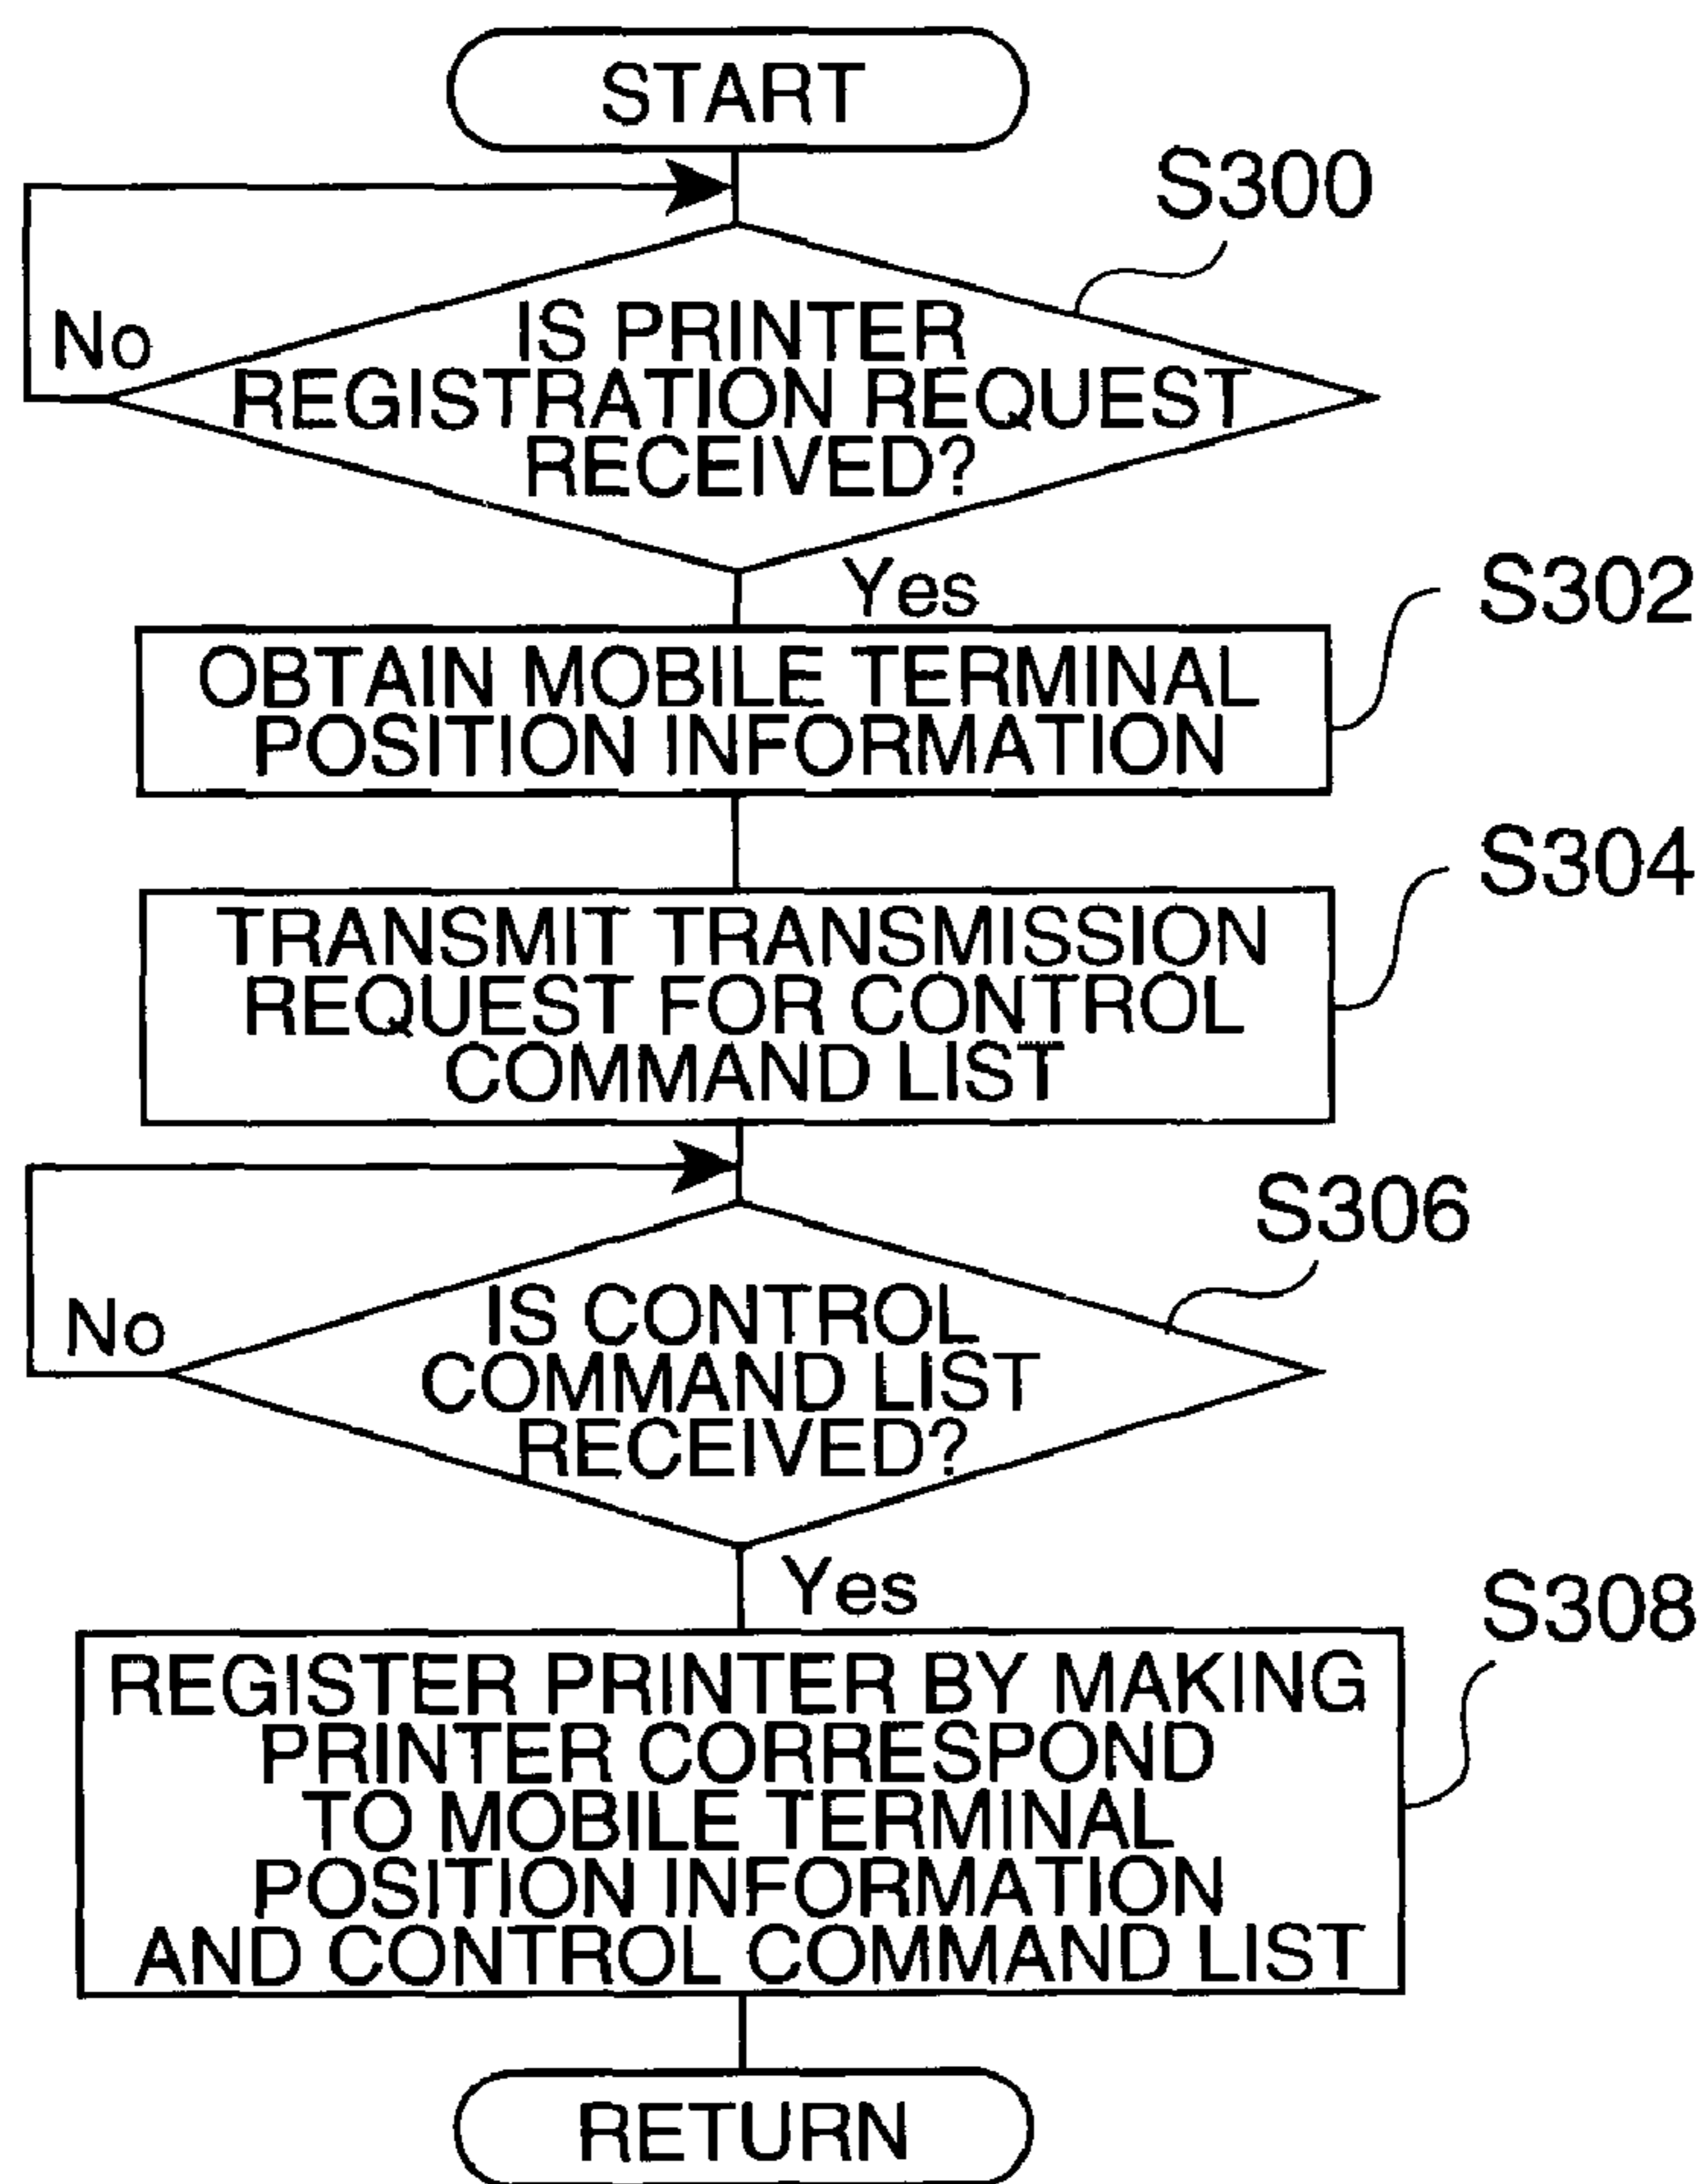 START
S300
IS PRINTER
No
REGISTRATION REQUEST
RECEIVED?
Yes
S302
OBTAIN MOBILE TERMINAL
POSITION INFORMATION
S304
TRANSMIT TRANSMISSION
REQUEST FOR CONTROL
COMMAND LIST
S306
IS CONTROL
No
COMMAND LIST
RECEIVED?
Yes
S308
REGISTER PRINTER BY MAKING
PRINTER CORRESPOND
TO MOBILE TERMINAL
POSITION INFORMATION
AND CONTROL COMMAND LIST
RETURN